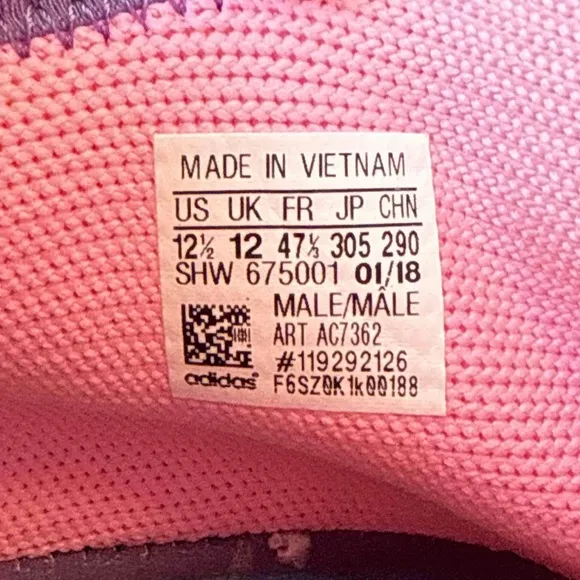 MADE IN VIETNAM
US UK FR JP CHN
12½ 12 47⅓ 305 290
SHW 675001 01/18
MALE/MÂLE
ART AC7362
#119292126
adidas F6SZ0K1k00188